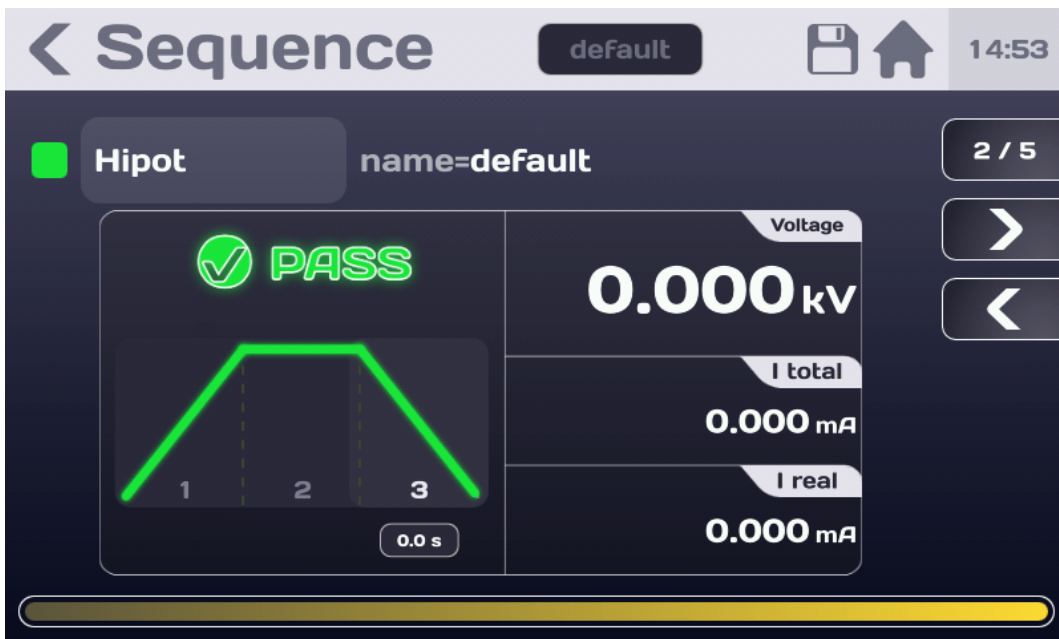 Sequence default 14:53
Hipot name=default 2 / 5
PASS
Voltage
0.000 kV
I total
0.000 mA
1 2 3
I real
0.0 s
0.000 mA